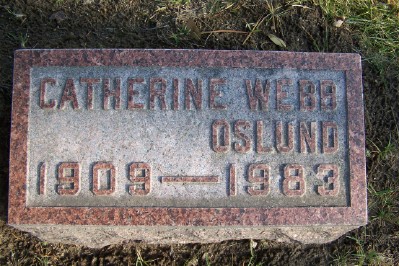 CATHERINE WEBB
OSLUND
1909—1983